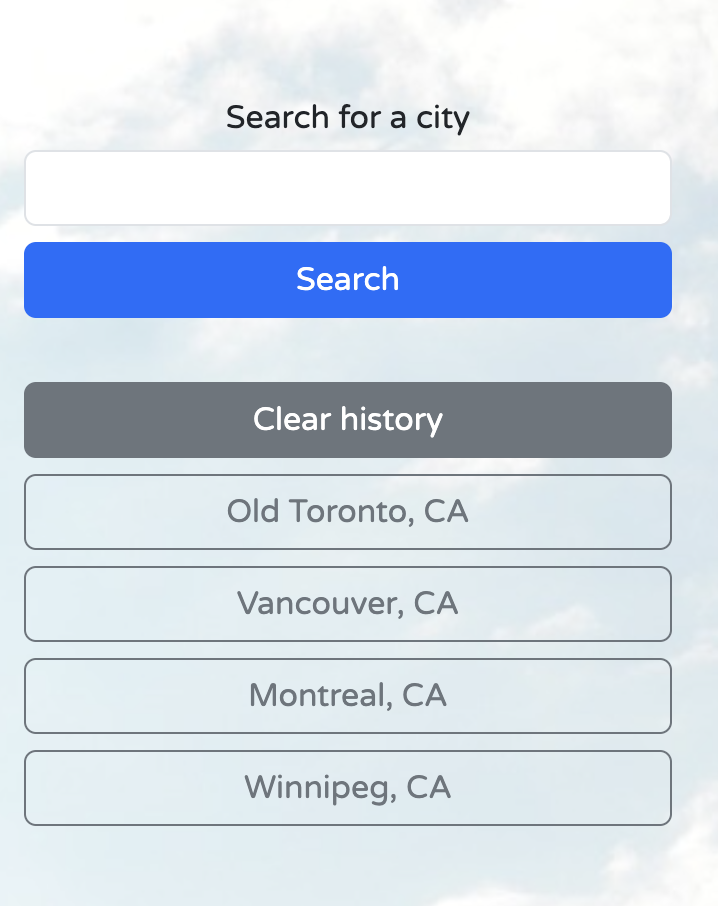 Search for a city
Search
Clear history
Old Toronto, CA
Vancouver, CA
Montreal, CA
Winnipeg, CA